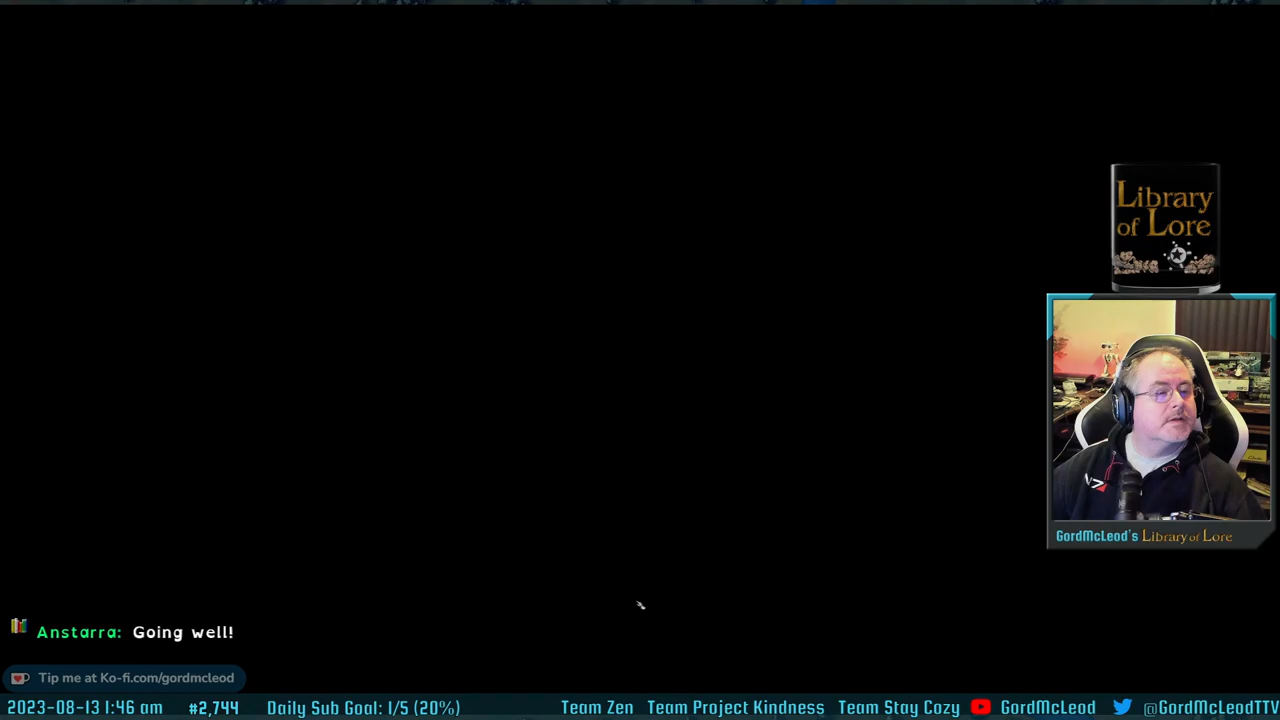 Library
of Lore
N7
GordMcLeod's Library of Lore
Anstarra: Going well!
Tip me at Ko-fi.com/gordmcleod
2023-08-13 1:46 am #2,744 Daily Sub Goal: 1/5 (20%) Team Zen Team Project Kindness Team Stay Cozy GordMcLeod @GordMcLeodTTV